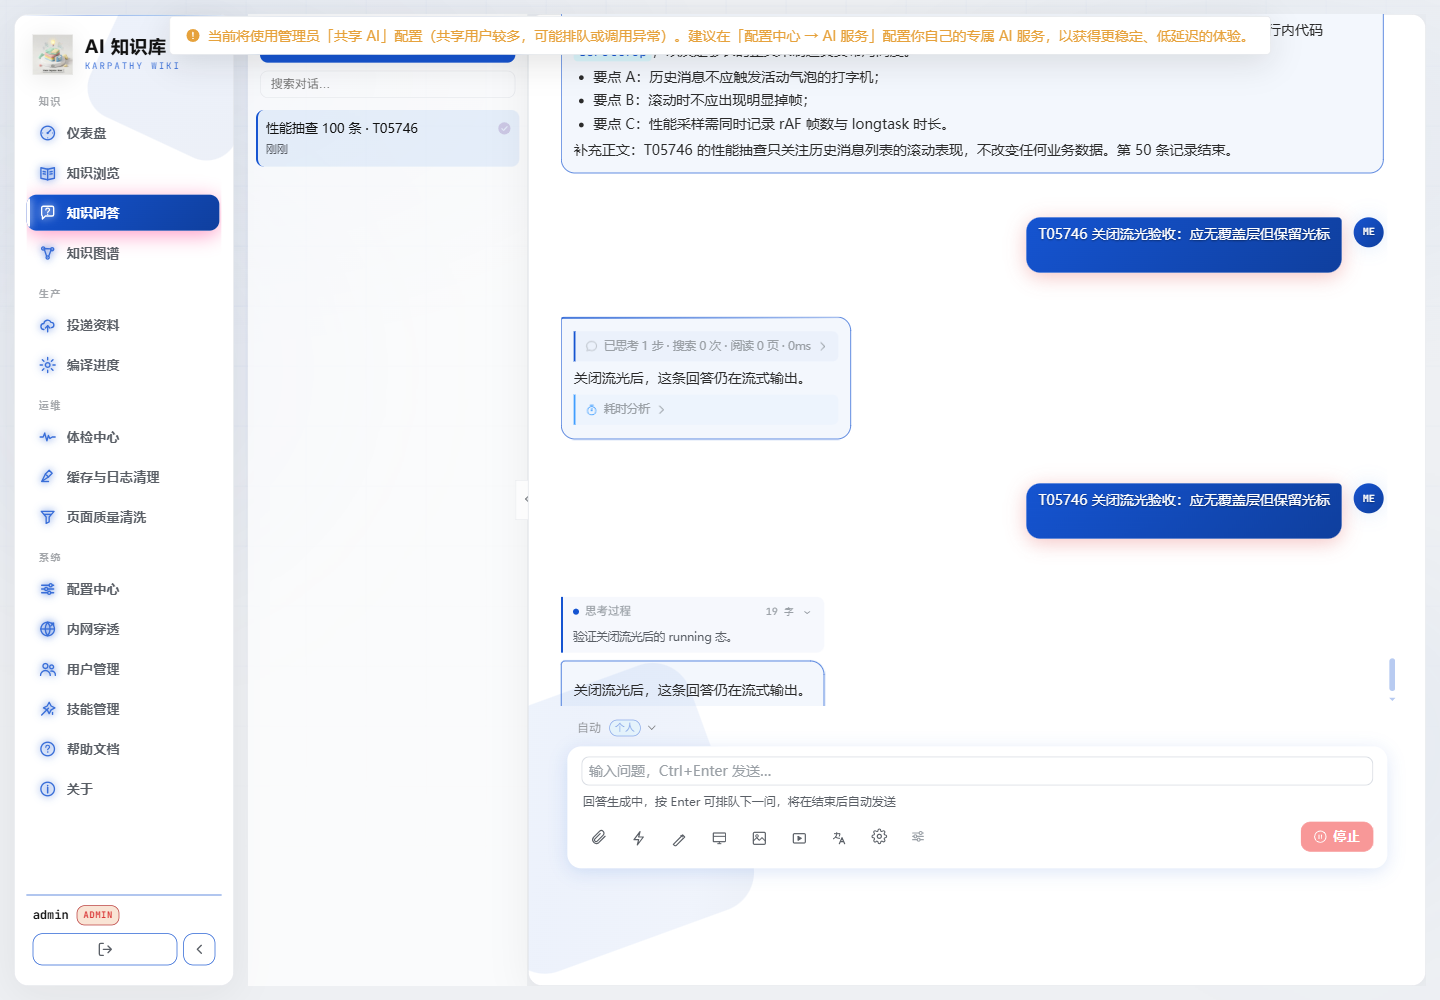 AI 知识库
KARPATHY WIKI
当前将使用管理员「共享 AI」配置（共享用户较多，可能排队或调用异常）。建议在「配置中心 → AI 服务」配置你自己的专属 AI 服务，以获得更稳定、低延迟的体验。
知识
仪表盘
知识浏览
知识问答
知识图谱
生产
投递资料
编译进度
运维
体检中心
缓存与日志清理
页面质量清洗
系统
配置中心
内网穿透
用户管理
技能管理
帮助文档
关于
admin ADMIN
搜索对话...
性能抽查 100 条 · T05746
刚刚
行内代码
• 要点 A：历史消息不应触发活动气泡的打字机；
• 要点 B：滚动时不应出现明显掉帧；
• 要点 C：性能采样需同时记录 rAF 帧数与 longtask 时长。
补充正文：T05746 的性能抽查只关注历史消息列表的滚动表现，不改变任何业务数据。第 50 条记录结束。
T05746 关闭流光验收：应无覆盖层但保留光标
ME
已思考 1 步 · 搜索 0 次 · 阅读 0 页 · 0ms
关闭流光后，这条回答仍在流式输出。
耗时分析
T05746 关闭流光验收：应无覆盖层但保留光标
ME
思考过程 19 字
验证关闭流光后的 running 态。
关闭流光后，这条回答仍在流式输出。
自动 个人
输入问题，Ctrl+Enter 发送...
回答生成中，按 Enter 可排队下一问，将在结束后自动发送
停止